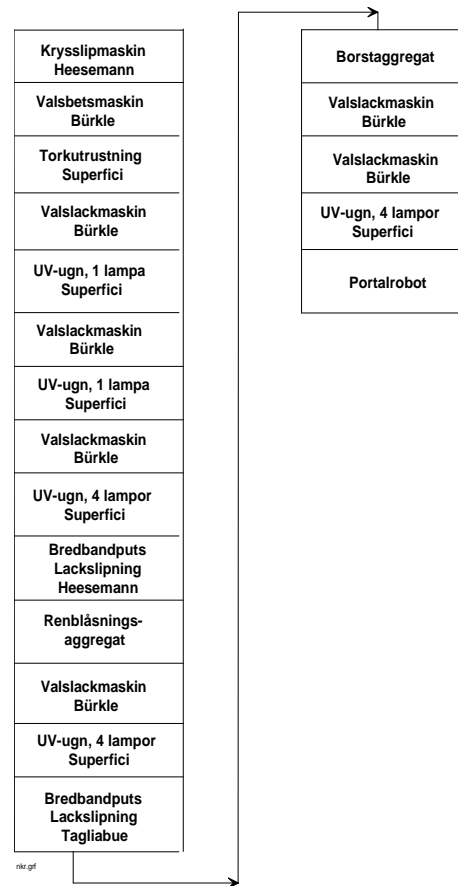 Krysslipmaskin
Heesemann
Valsbetsmaskin
Bürkle
Torkutrustning
Superfici
Valslackmaskin
Bürkle
UV-ugn, 1 lampa
Superfici
Valslackmaskin
Bürkle
UV-ugn, 1 lampa
Superfici
Valslackmaskin
Bürkle
UV-ugn, 4 lampor
Superfici
Bredbandputs
Lackslipning
Heesemann
Renblåsnings-
aggregat
Valslackmaskin
Bürkle
UV-ugn, 4 lampor
Superfici
Bredbandputs
Lackslipning
Tagliabue
nkr.grf
Borstaggregat
Valslackmaskin
Bürkle
Valslackmaskin
Bürkle
UV-ugn, 4 lampor
Superfici
Portalrobot